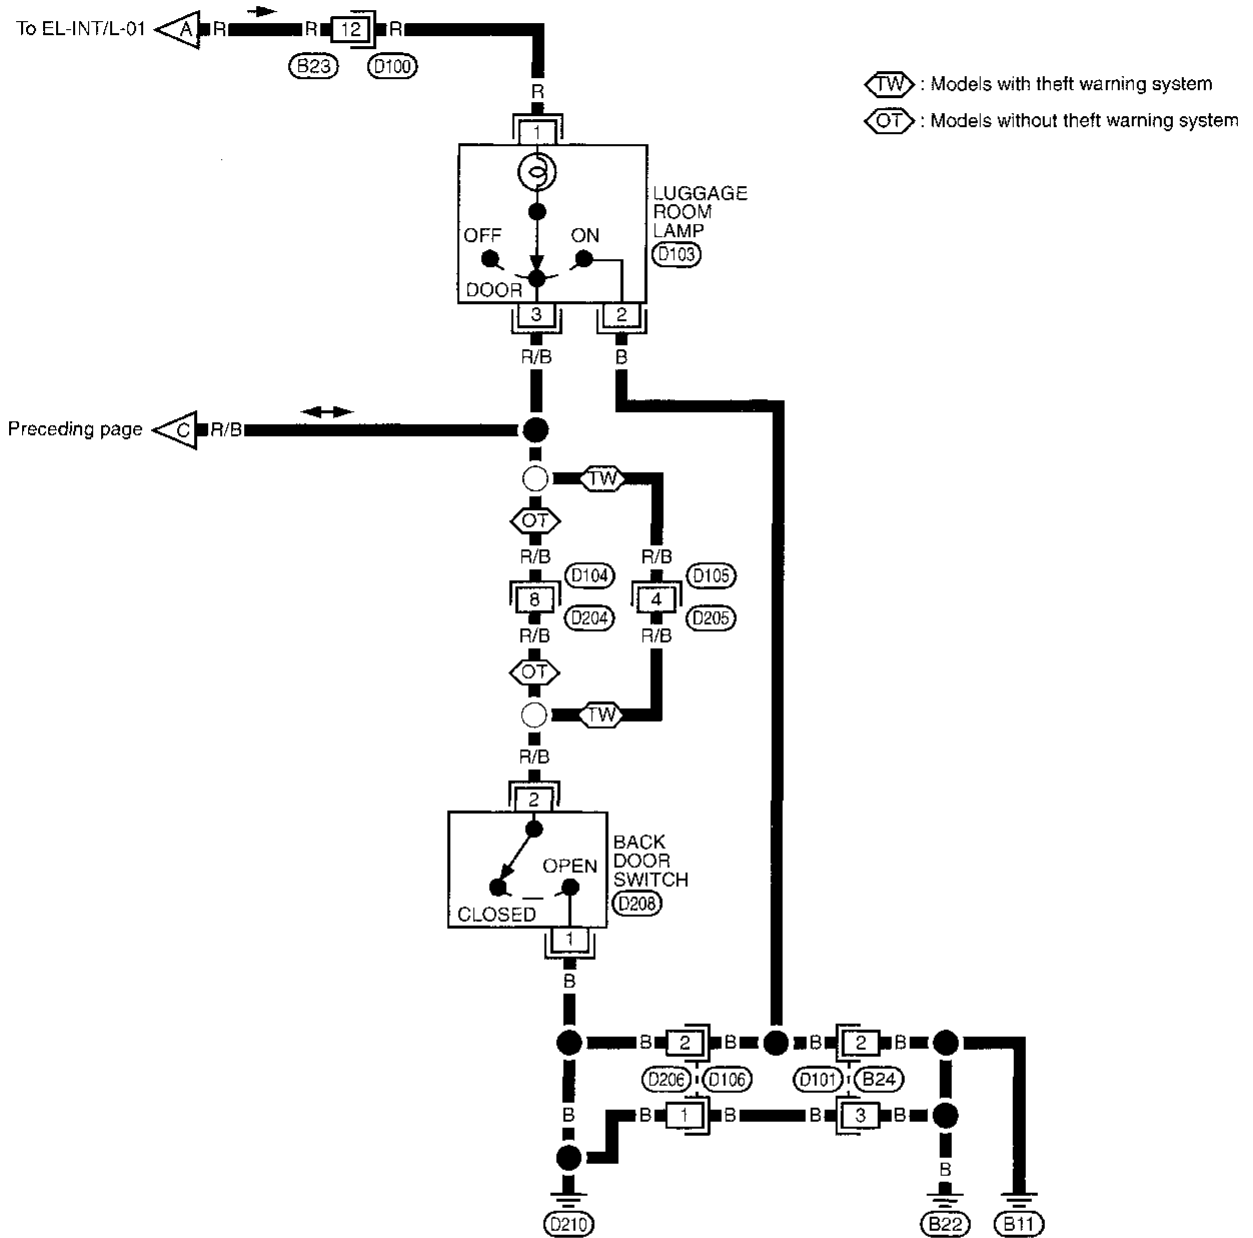 To EL-INT/L-01
A
R
R
12
R
B23
D100
R
1
TW : Models with theft warning system
OT : Models without theft warning system
LUGGAGE
ROOM
LAMP
D103
OFF
ON
DOOR
3
2
R/B
B
Preceding page
C
R/B
TW
OT
R/B
R/B
D104
D105
8
4
D204
D205
R/B
R/B
OT
TW
R/B
2
BACK
DOOR
SWITCH
D208
OPEN
CLOSED
1
B
B
2
B
B
2
B
D206
D106
D101
B24
B
B
1
B
B
3
B
B
D210
B22
B11